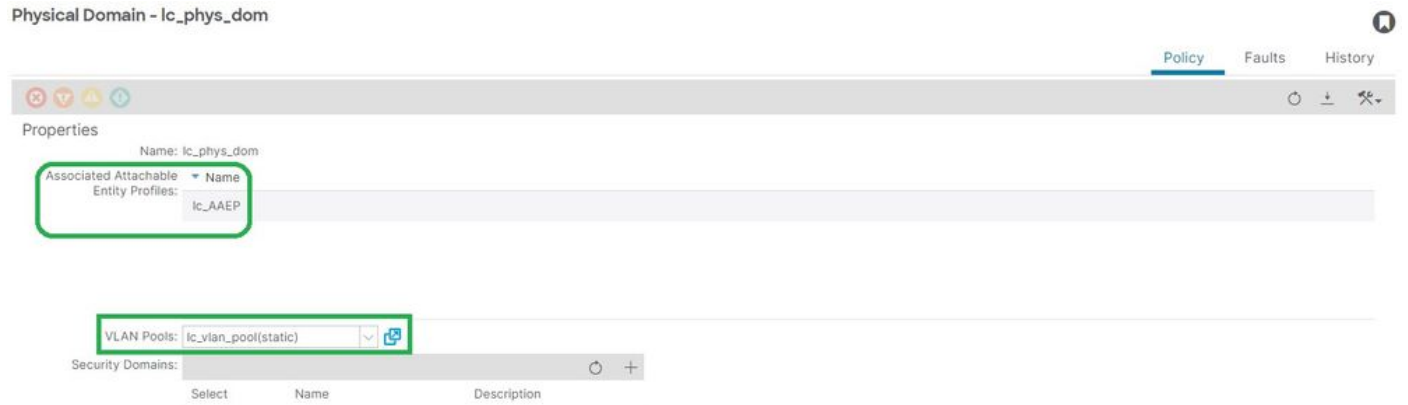 Physical Domain - lc_phys_dom
Policy Faults History
Properties
Name: lc_phys_dom
Associated Attachable Entity Profiles:
Name
lc_AAEP
VLAN Pools: lc_vlan_pool(static)
Security Domains:
Select Name Description